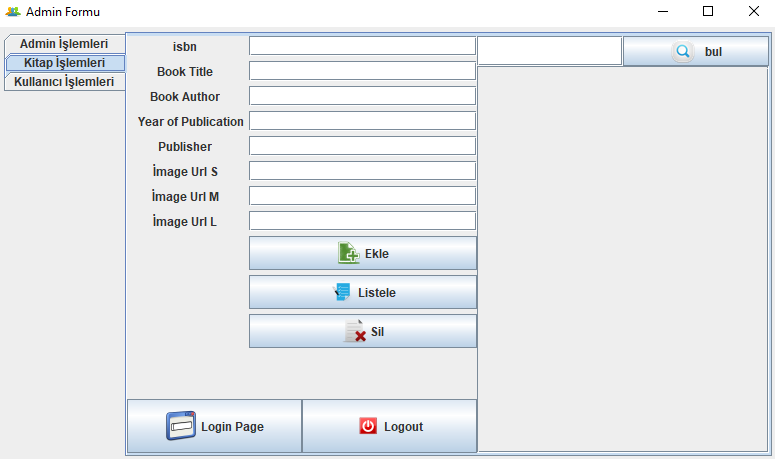 Admin Formu
Admin İşlemleri
Kitap İşlemleri
Kullanıcı İşlemleri
isbn
Book Title
Book Author
Year of Publication
Publisher
İmage Url S
İmage Url M
İmage Url L
Ekle
Listele
Sil
Login Page
Logout
bul